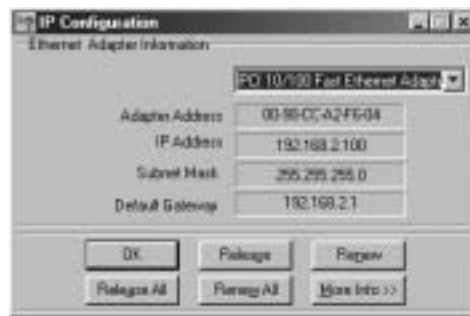 IP Configuration
Ethernet Adapter Information
PCI 10/100 Fast Ethernet Adapte
Adapter Address 00-90-CC-A2-F6-04
IP Address 192.168.2.100
Subnet Mask 255.255.255.0
Default Gateway 192.168.2.1
OK Release Renew
Release All Renew All More Info >>